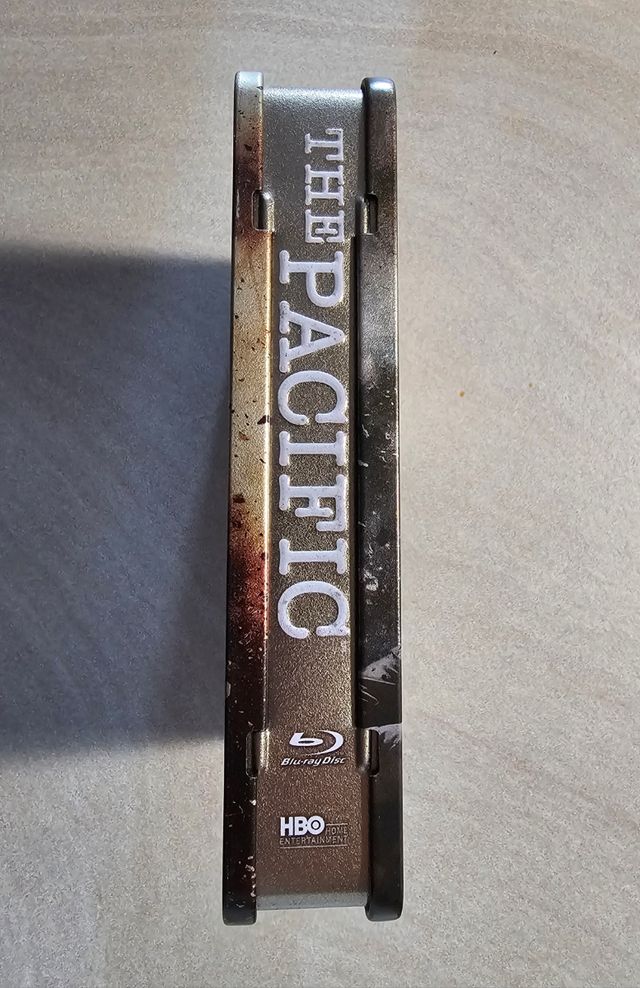 THE PACIFIC
Blu-ray Disc
HBO HOME
ENTERTAINMENT